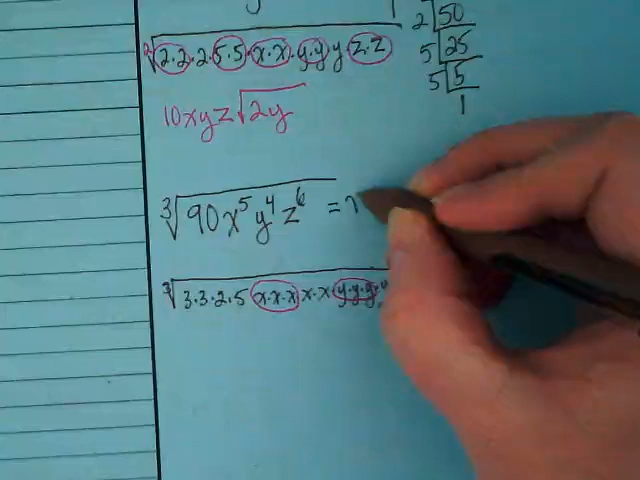 2√2·2·2·5·5·x·x·y·y·y z·z
10xyz√2y
2 50
5 25
5 5
1
∛90x⁵y⁴z⁶ =
∛3·3·2·5 x·x·x x·x y·y·y·